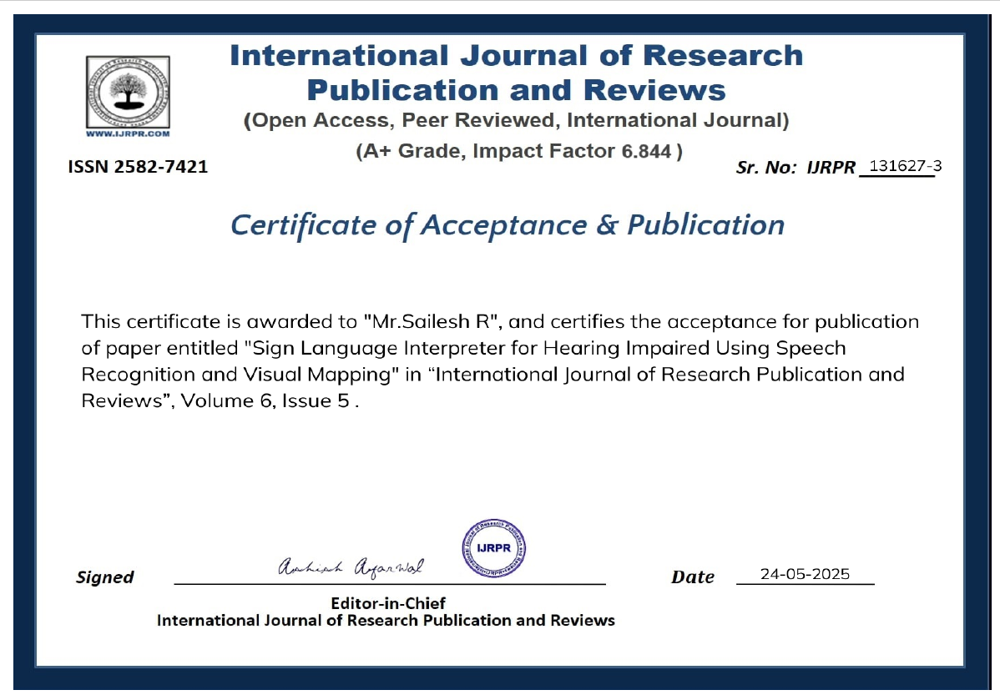 International Journal of Research
Publication and Reviews
(Open Access, Peer Reviewed, International Journal)
(A+ Grade, Impact Factor 6.844 )
WWW.IJRPR.COM
ISSN 2582-7421
Sr. No: IJRPR 131627-3
Certificate of Acceptance & Publication
This certificate is awarded to "Mr.Sailesh R", and certifies the acceptance for publication
of paper entitled "Sign Language Interpreter for Hearing Impaired Using Speech
Recognition and Visual Mapping" in “International Journal of Research Publication and
Reviews”, Volume 6, Issue 5 .
IJRPR
Signed Ashish Agarwal
Date 24-05-2025
Editor-in-Chief
International Journal of Research Publication and Reviews